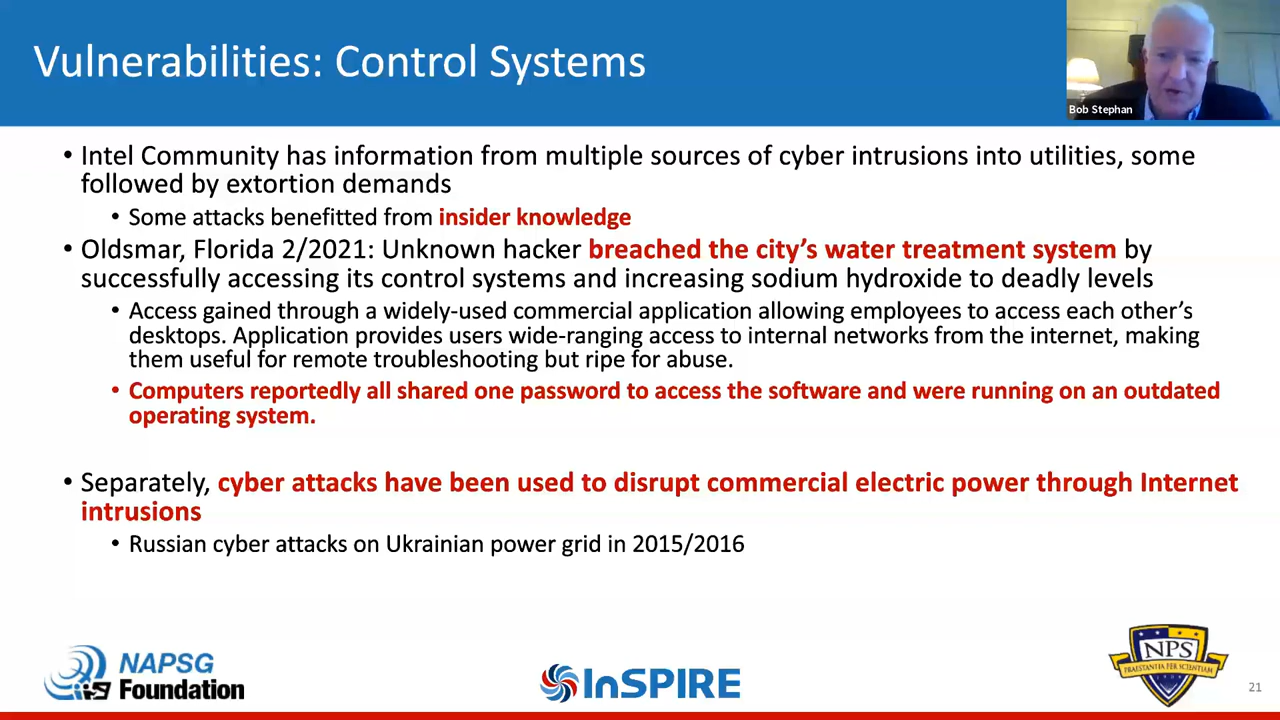 Vulnerabilities: Control Systems
Bob Stephan
• Intel Community has information from multiple sources of cyber intrusions into utilities, some
followed by extortion demands
• Some attacks benefitted from insider knowledge
• Oldsmar, Florida 2/2021: Unknown hacker breached the city’s water treatment system by
successfully accessing its control systems and increasing sodium hydroxide to deadly levels
• Access gained through a widely-used commercial application allowing employees to access each other’s
desktops. Application provides users wide-ranging access to internal networks from the internet, making
them useful for remote troubleshooting but ripe for abuse.
• Computers reportedly all shared one password to access the software and were running on an outdated
operating system.
• Separately, cyber attacks have been used to disrupt commercial electric power through Internet
intrusions
• Russian cyber attacks on Ukrainian power grid in 2015/2016
NAPSG
Foundation
InSPIRE
NPS
PRAESTANTIA PER SCIENTIAM
21